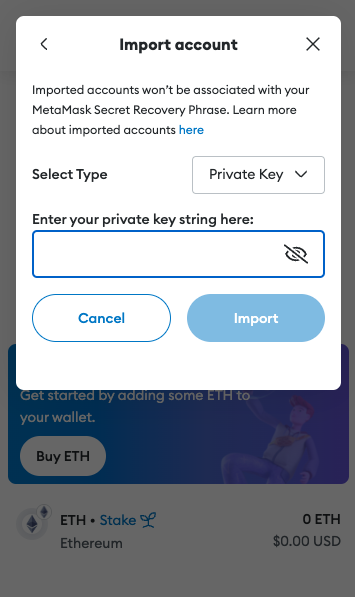 Import account
Imported accounts won’t be associated with your
MetaMask Secret Recovery Phrase. Learn more
about imported accounts here
Select Type
Private Key
Enter your private key string here:
Cancel
Import
Get started by adding some ETH to
your wallet.
Buy ETH
ETH • Stake
0 ETH
Ethereum
$0.00 USD